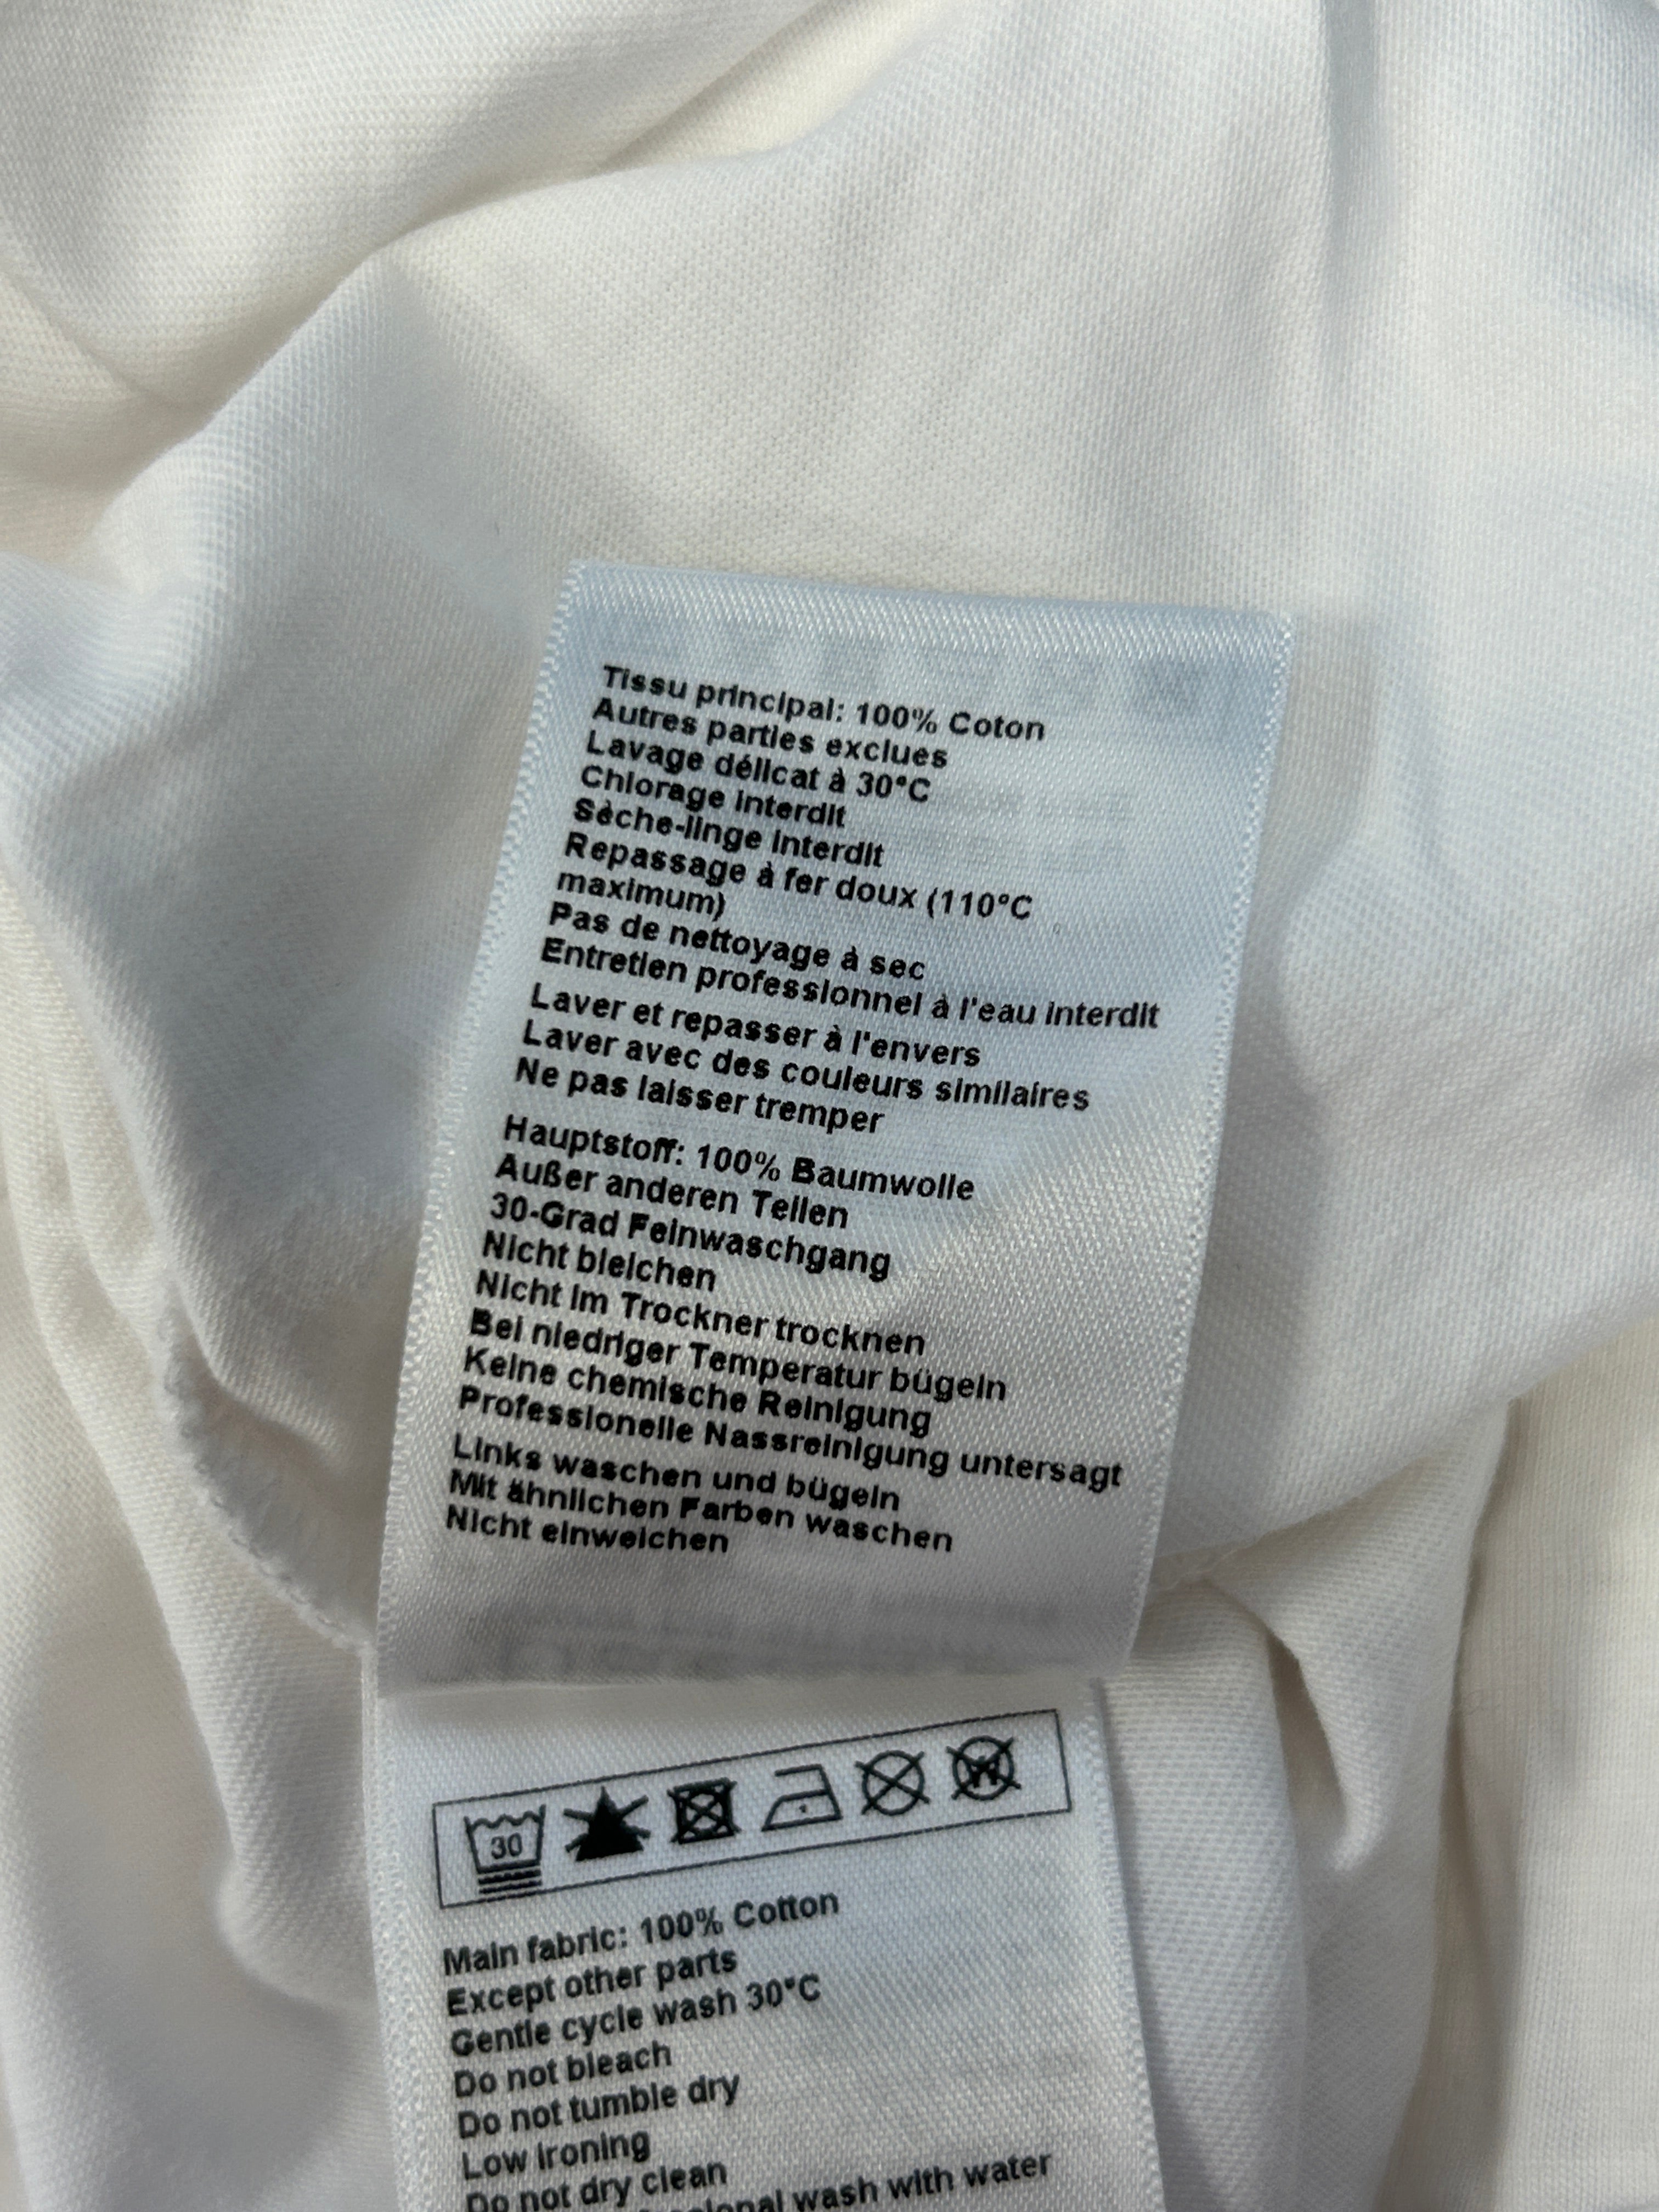 Tissu principal: 100% Coton
Autres parties exclues
Lavage délicat à 30°C
Chlorage interdit
Sèche-linge interdit
Repassage à fer doux (110°C
maximum)
Pas de nettoyage à sec
Entretien professionnel à l'eau interdit
Laver et repasser à l'envers
Laver avec des couleurs similaires
Ne pas laisser tremper
Hauptstoff: 100% Baumwolle
Außer anderen Teilen
30-Grad Feinwaschgang
Nicht bleichen
Nicht im Trockner trocknen
Bei niedriger Temperatur bügeln
Keine chemische Reinigung
Professionelle Nassreinigung untersagt
Links waschen und bügeln
Mit ähnlichen Farben waschen
Nicht einweichen
30 W
Main fabric: 100% Cotton
Except other parts
Gentle cycle wash 30°C
Do not bleach
Do not tumble dry
Low ironing
Do not dry clean
wash with water